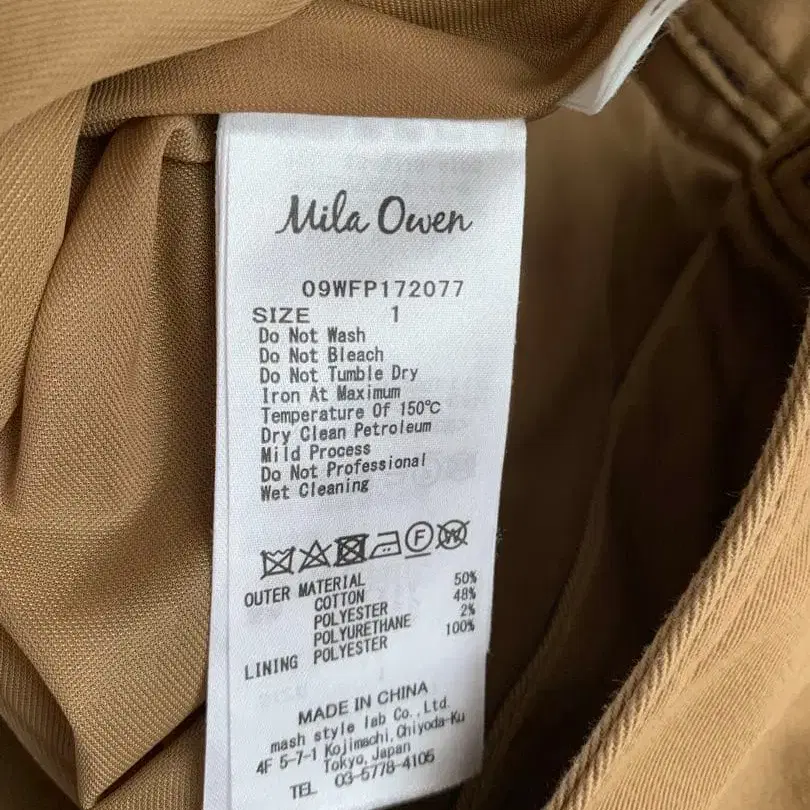 Mila Owen
09WFP172077
SIZE 1
Do Not Wash
Do Not Bleach
Do Not Tumble Dry
Iron At Maximum
Temperature Of 150℃
Dry Clean Petroleum
Mild Process
Do Not Professional
Wet Cleaning
F W
OUTER MATERIAL
COTTON 50%
POLYESTER 48%
POLYURETHANE 2%
LINING POLYESTER 100%
MADE IN CHINA
mash style lab Co.,Ltd.
4F 5-7-1 Kojimachi,Chiyoda-Ku
Tokyo,Japan
TEL 03-5778-4105